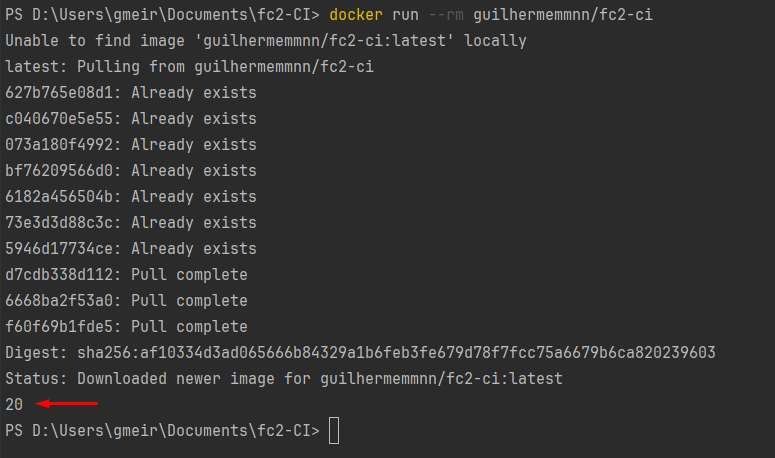 PS D:\Users\gmeir\Documents\fc2-CI> docker run --rm guilhermemmnn/fc2-ci
Unable to find image 'guilhermemmnn/fc2-ci:latest' locally
latest: Pulling from guilhermemmnn/fc2-ci
627b765e08d1: Already exists
c040670e5e55: Already exists
073a180f4992: Already exists
bf76209566d0: Already exists
6182a456504b: Already exists
73e3d3d88c3c: Already exists
5946d17734ce: Already exists
d7cdb338d112: Pull complete
6668ba2f53a0: Pull complete
f60f69b1fde5: Pull complete
Digest: sha256:af10334d3ad065666b84329a1b6feb3fe679d78f7fcc75a6679b6ca820239603
Status: Downloaded newer image for guilhermemmnn/fc2-ci:latest
20
PS D:\Users\gmeir\Documents\fc2-CI>